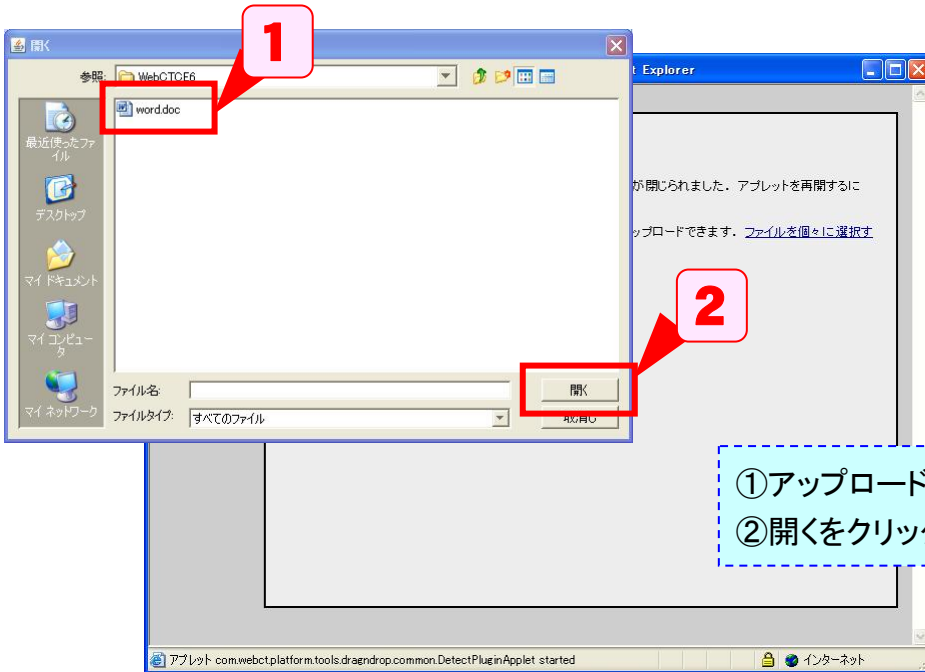 1
開く
参照:
WebCTCE6
word.doc
最近使ったファ
イル
デスクトップ
マイ ドキュメント
マイ コンピュー
タ
マイ ネットワーク
ファイル名:
開く
ファイルタイプ:
すべてのファイル
取消し
t Explorer
が閉じられました．アプレットを再開するに
ップロードできます．ファイルを個々に選択す
2
①アップロード
②開くをクリッ
アプレット com.webct.platform.tools.dragndrop.common.DetectPluginApplet started
インターネット